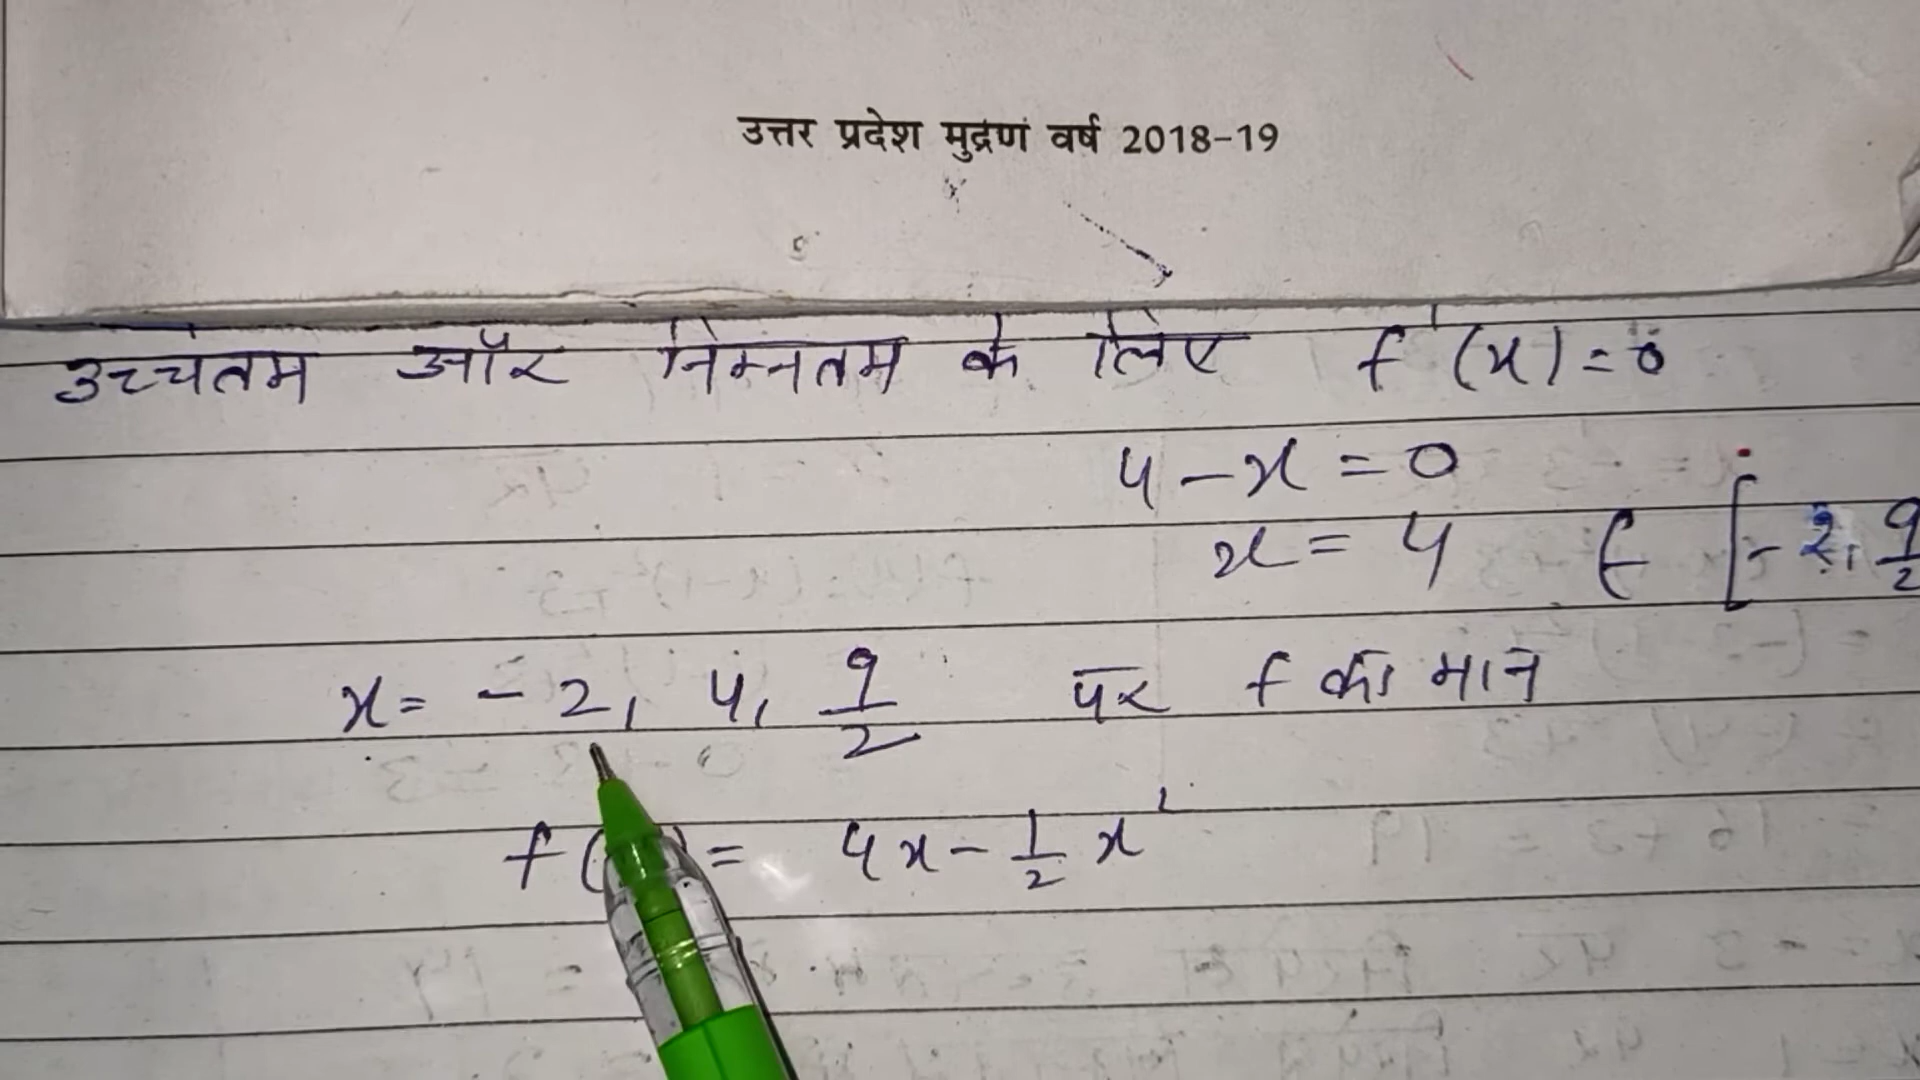 उत्तर प्रदेश मुद्रण वर्ष 2018-19
उच्चतम और निम्नतम के लिए f'(x)=0
4-x=0
x=4 ∈ [-2, 9/2
x= -2, 4, 9/2 पर f का मान
f( )= 4x - 1/2 x²